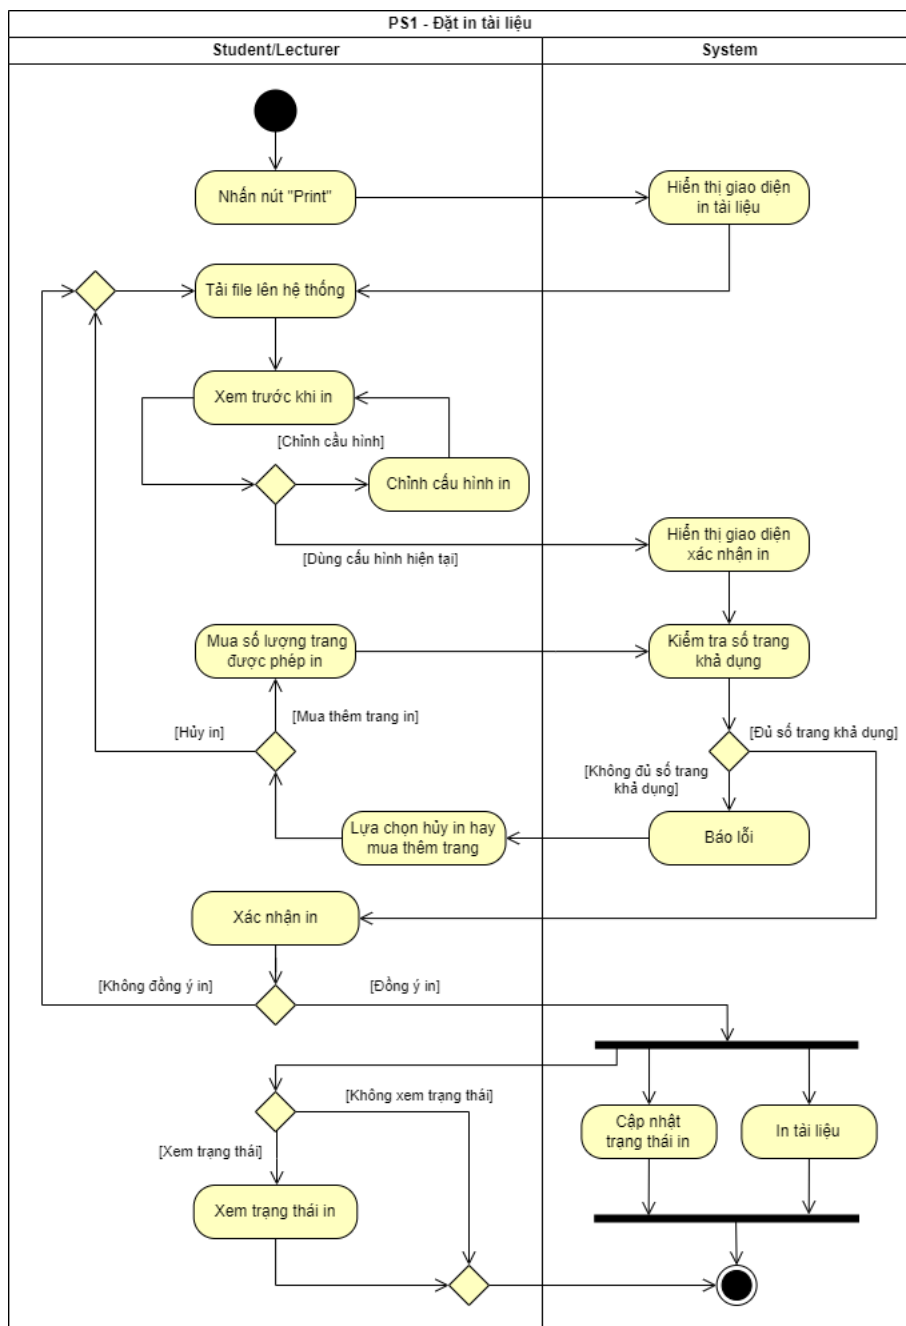 PS1 - Đặt in tài liệu
Student/Lecturer
System
Nhấn nút "Print"
Hiển thị giao diện
in tài liệu
Tải file lên hệ thống
Xem trước khi in
[Chỉnh cầu hình]
Chỉnh cấu hình in
Hiển thị giao diện
xác nhận in
[Dùng cấu hình hiện tại]
Mua số lượng trang
được phép in
Kiểm tra số trang
khả dụng
[Mua thêm trang in]
[Hủy in]
[Đủ số trang khả dụng]
[Không đủ số trang
khả dụng]
Lựa chọn hủy in hay
mua thêm trang
Báo lỗi
Xác nhận in
[Không đồng ý in]
[Đồng ý in]
[Không xem trạng thái]
Cập nhật
trạng thái in
In tài liệu
[Xem trạng thái]
Xem trạng thái in